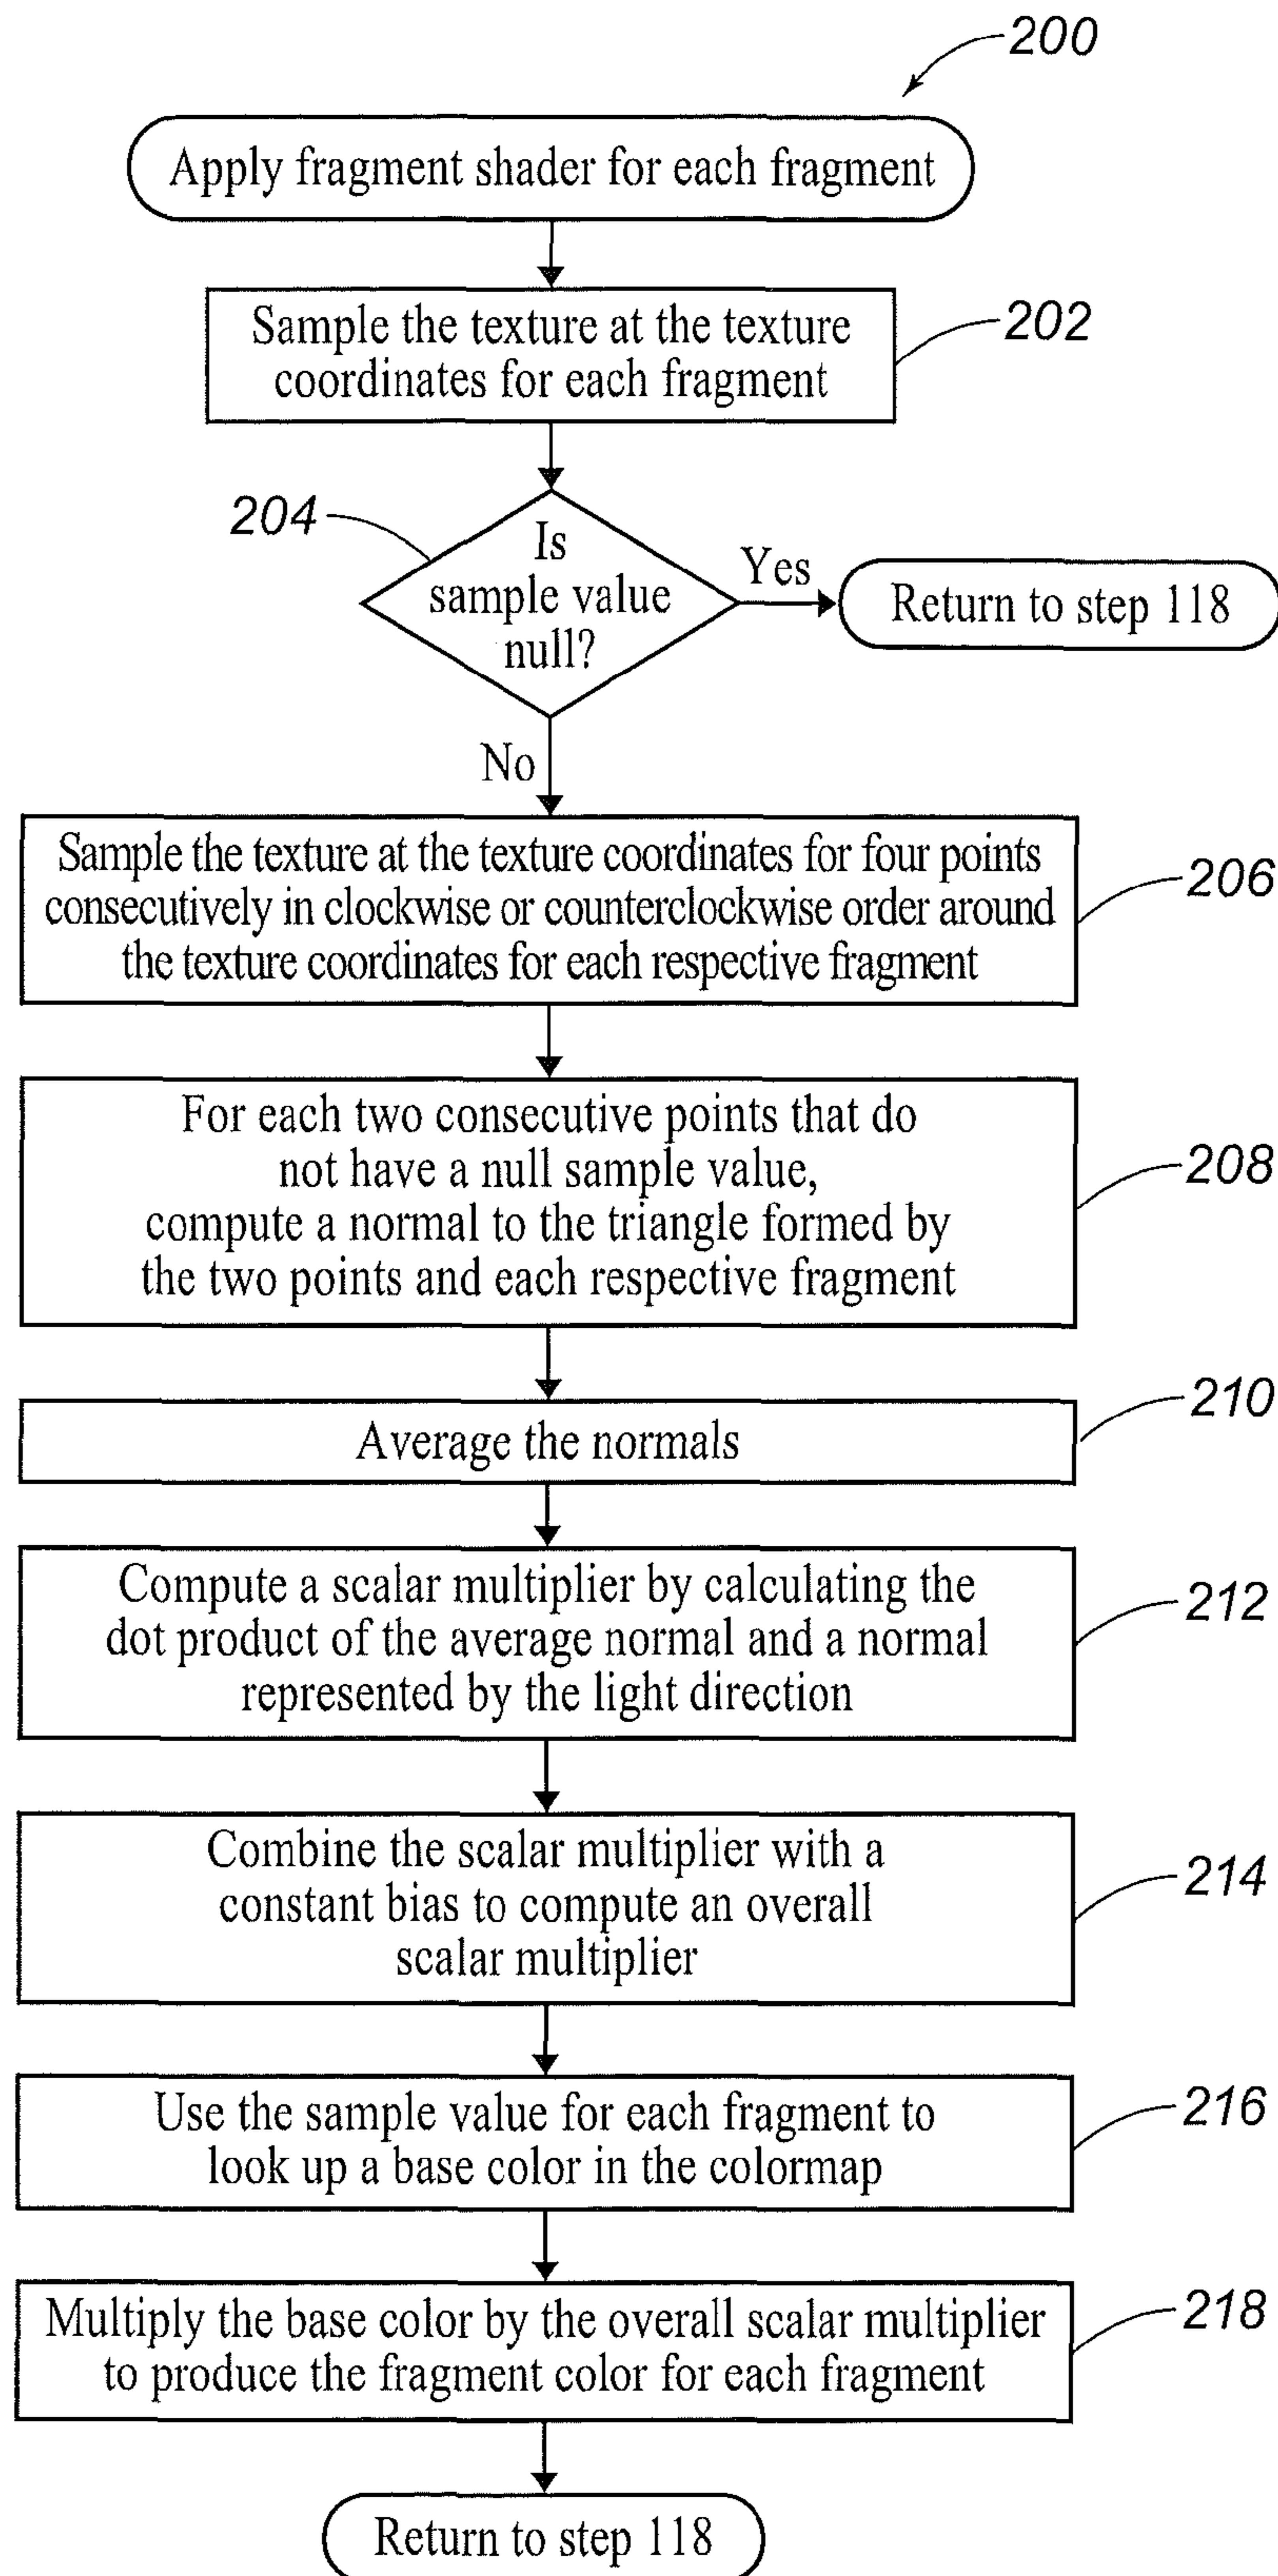 200
Apply fragment shader for each fragment
Sample the texture at the texture
coordinates for each fragment
202
204
Is
sample value
null?
Yes
Return to step 118
No
Sample the texture at the texture coordinates for four points
consecutively in clockwise or counterclockwise order around
the texture coordinates for each respective fragment
206
For each two consecutive points that do
not have a null sample value,
compute a normal to the triangle formed by
the two points and each respective fragment
208
Average the normals
210
Compute a scalar multiplier by calculating the
dot product of the average normal and a normal
represented by the light direction
212
Combine the scalar multiplier with a
constant bias to compute an overall
scalar multiplier
214
Use the sample value for each fragment to
look up a base color in the colormap
216
Multiply the base color by the overall scalar multiplier
to produce the fragment color for each fragment
218
Return to step 118